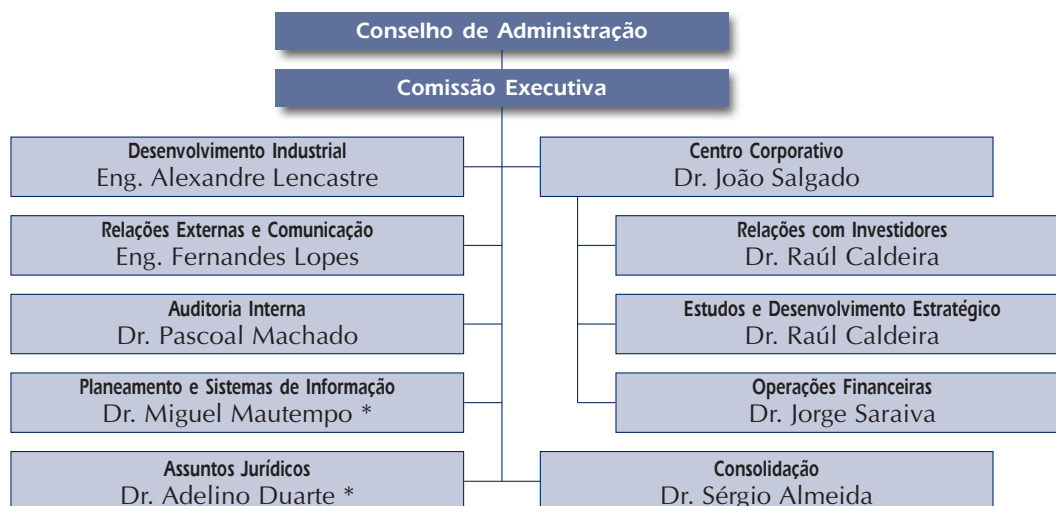 Conselho de Administração
Comissão Executiva
Desenvolvimento Industrial
Eng. Alexandre Lencastre
Centro Corporativo
Dr. João Salgado
Relações Externas e Comunicação
Eng. Fernandes Lopes
Relações com Investidores
Dr. Raúl Caldeira
Auditoria Interna
Dr. Pascoal Machado
Estudos e Desenvolvimento Estratégico
Dr. Raúl Caldeira
Planeamento e Sistemas de Informação
Dr. Miguel Mautempo *
Operações Financeiras
Dr. Jorge Saraiva
Assuntos Jurídicos
Dr. Adelino Duarte *
Consolidação
Dr. Sérgio Almeida